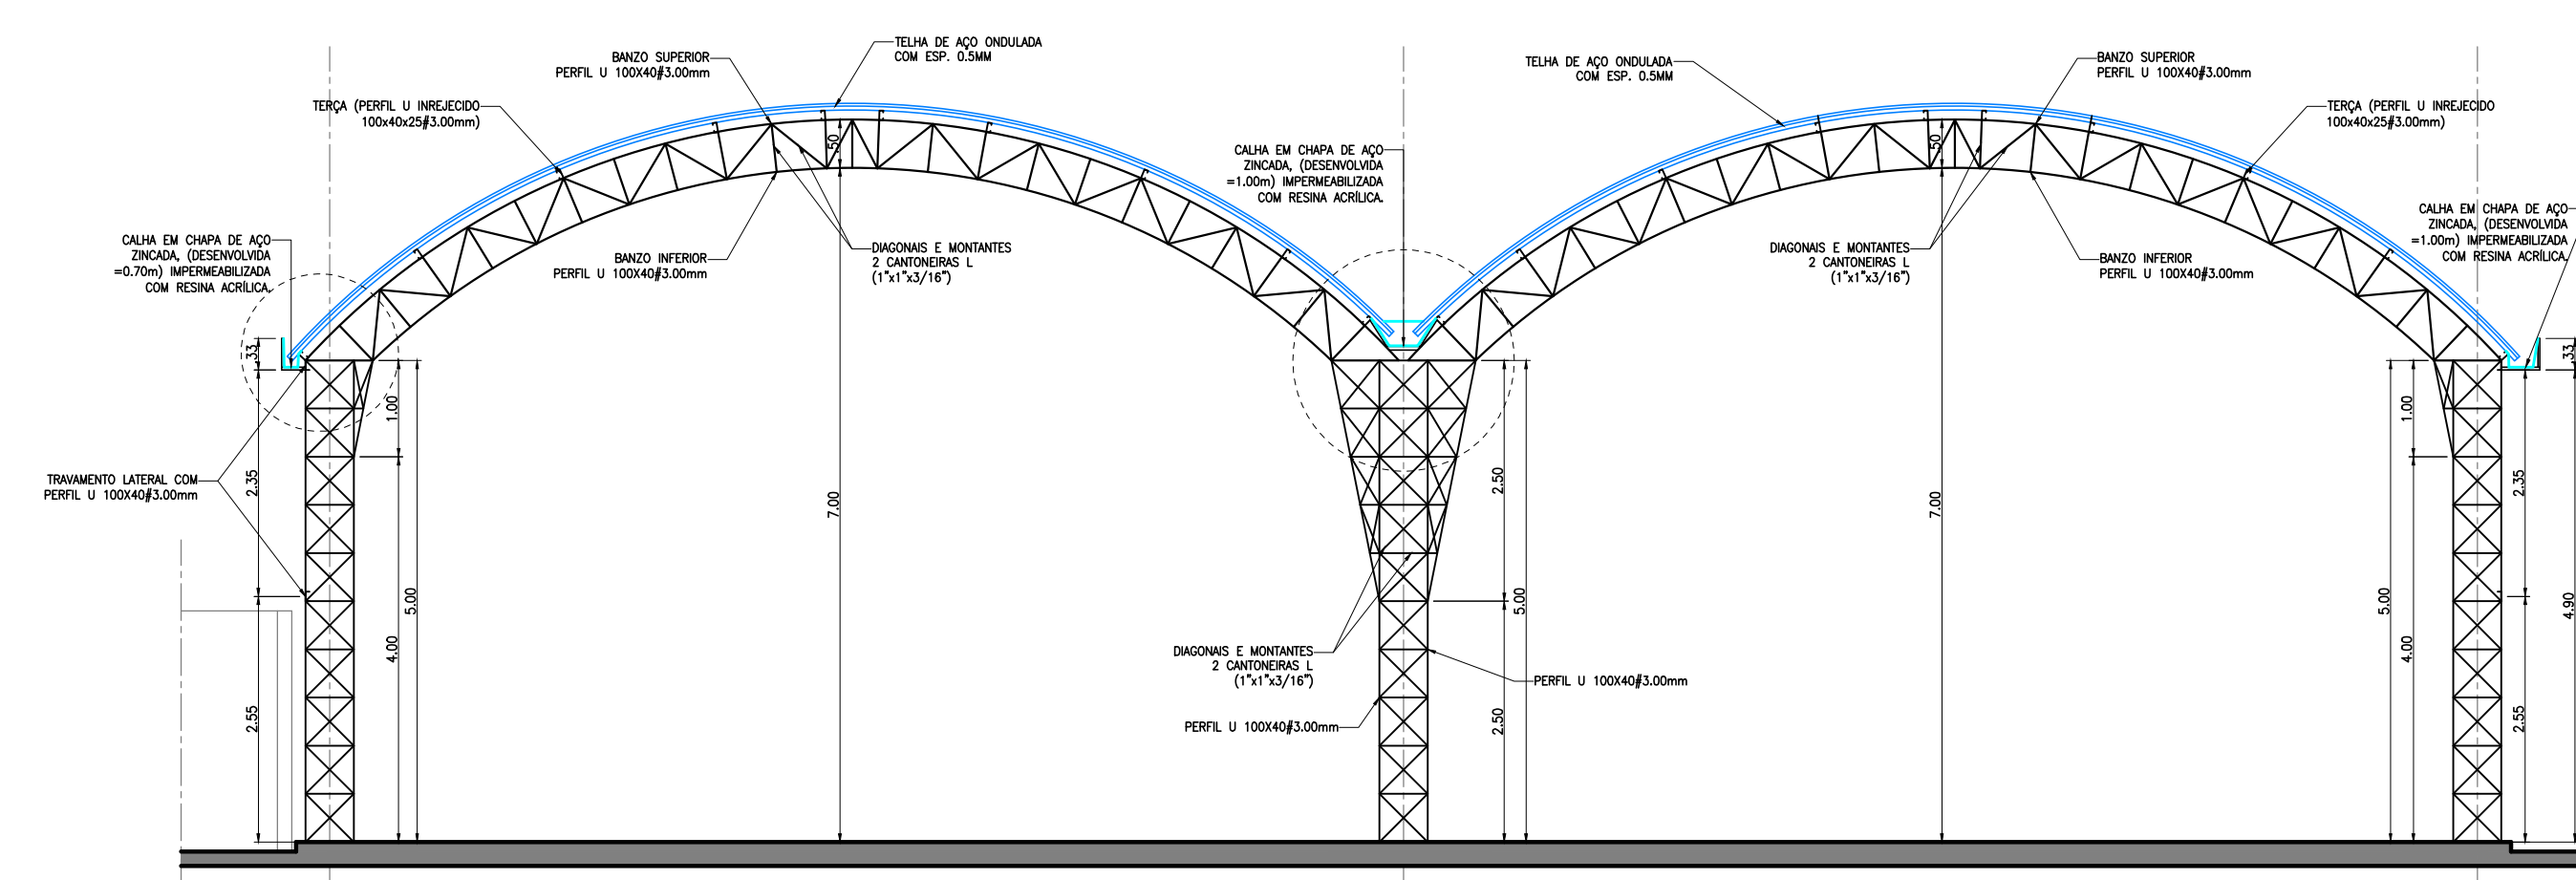 TELHA DE AÇO ONDULADA
COM ESP. 0.5MM
BANZO SUPERIOR
PERFIL U 100X40#3.00mm
TERÇA (PERFIL U INREJECIDO
100x40x25#3.00mm)
.50
CALHA EM CHAPA DE AÇO
ZINCADA, (DESENVOLVIDA
=0.70m) IMPERMEABILIZADA
COM RESINA ACRÍLICA.
BANZO INFERIOR
PERFIL U 100X40#3.00mm
DIAGONAIS E MONTANTES
2 CANTONEIRAS L
(1"x1"x3/16")
CALHA EM CHAPA DE AÇO
ZINCADA, (DESENVOLVIDA
=1.00m) IMPERMEABILIZADA
COM RESINA ACRÍLICA.
TELHA DE AÇO ONDULADA
COM ESP. 0.5MM
BANZO SUPERIOR
PERFIL U 100X40#3.00mm
TERÇA (PERFIL U INREJECIDO
100x40x25#3.00mm)
.50
DIAGONAIS E MONTANTES
2 CANTONEIRAS L
(1"x1"x3/16")
BANZO INFERIOR
PERFIL U 100X40#3.00mm
CALHA EM CHAPA DE AÇO
ZINCADA, (DESENVOLVIDA
=1.00m) IMPERMEABILIZADA
COM RESINA ACRÍLICA.
.33
2.35
2.55
TRAVAMENTO LATERAL COM
PERFIL U 100X40#3.00mm
1.00
4.00
5.00
7.00
2.50
2.50
5.00
DIAGONAIS E MONTANTES
2 CANTONEIRAS L
(1"x1"x3/16")
PERFIL U 100X40#3.00mm
PERFIL U 100X40#3.00mm
7.00
5.00
1.00
4.00
2.35
2.55
.33
4.90